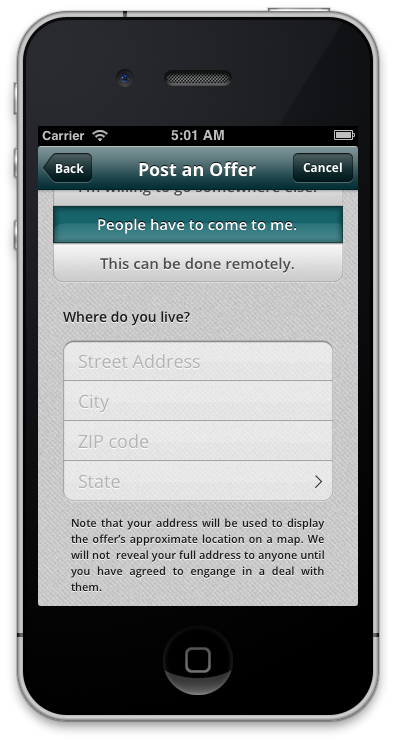 Carrier 5:01 AM
Back Post an Offer Cancel
I'm willing to go somewhere else.
People have to come to me.
This can be done remotely.
Where do you live?
Street Address
City
ZIP code
State
Note that your address will be used to display
the offer's approximate location on a map. We
will not reveal your full address to anyone until
you have agreed to engange in a deal with
them.